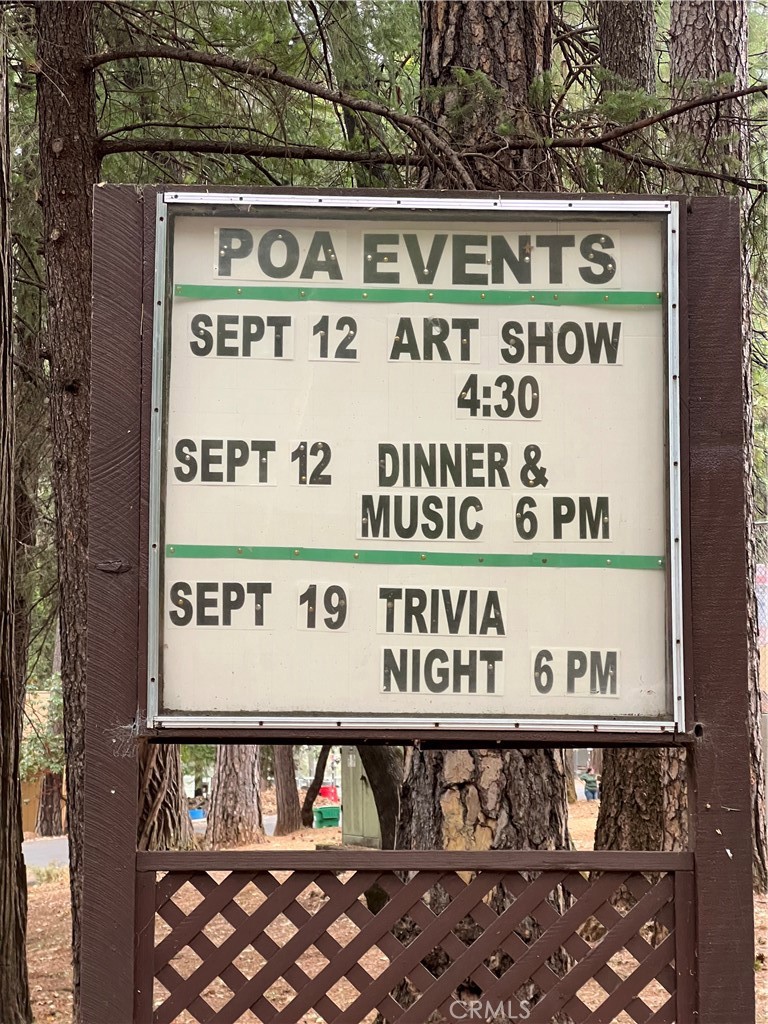 POA EVENTS
SEPT 12 ART SHOW
4:30
SEPT 12 DINNER &
MUSIC 6 PM
SEPT 19 TRIVIA
NIGHT 6 PM
CRMLS